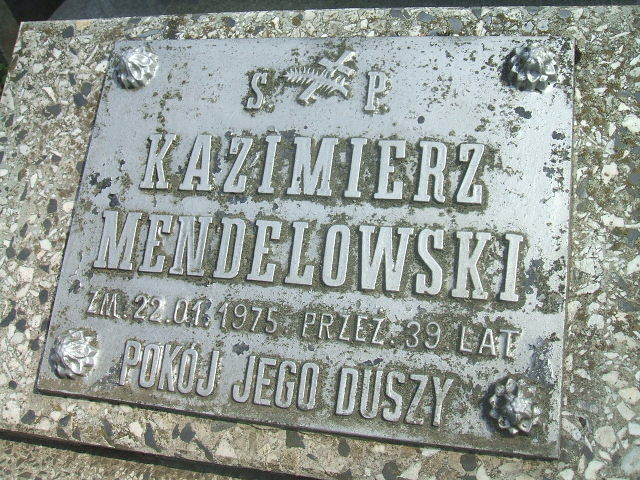 S. P.
KAZIMIERZ
MENDELOWSKI
ZM. 22.01.1975. PRZEŻ. 39 LAT
POKÓJ JEGO DUSZY